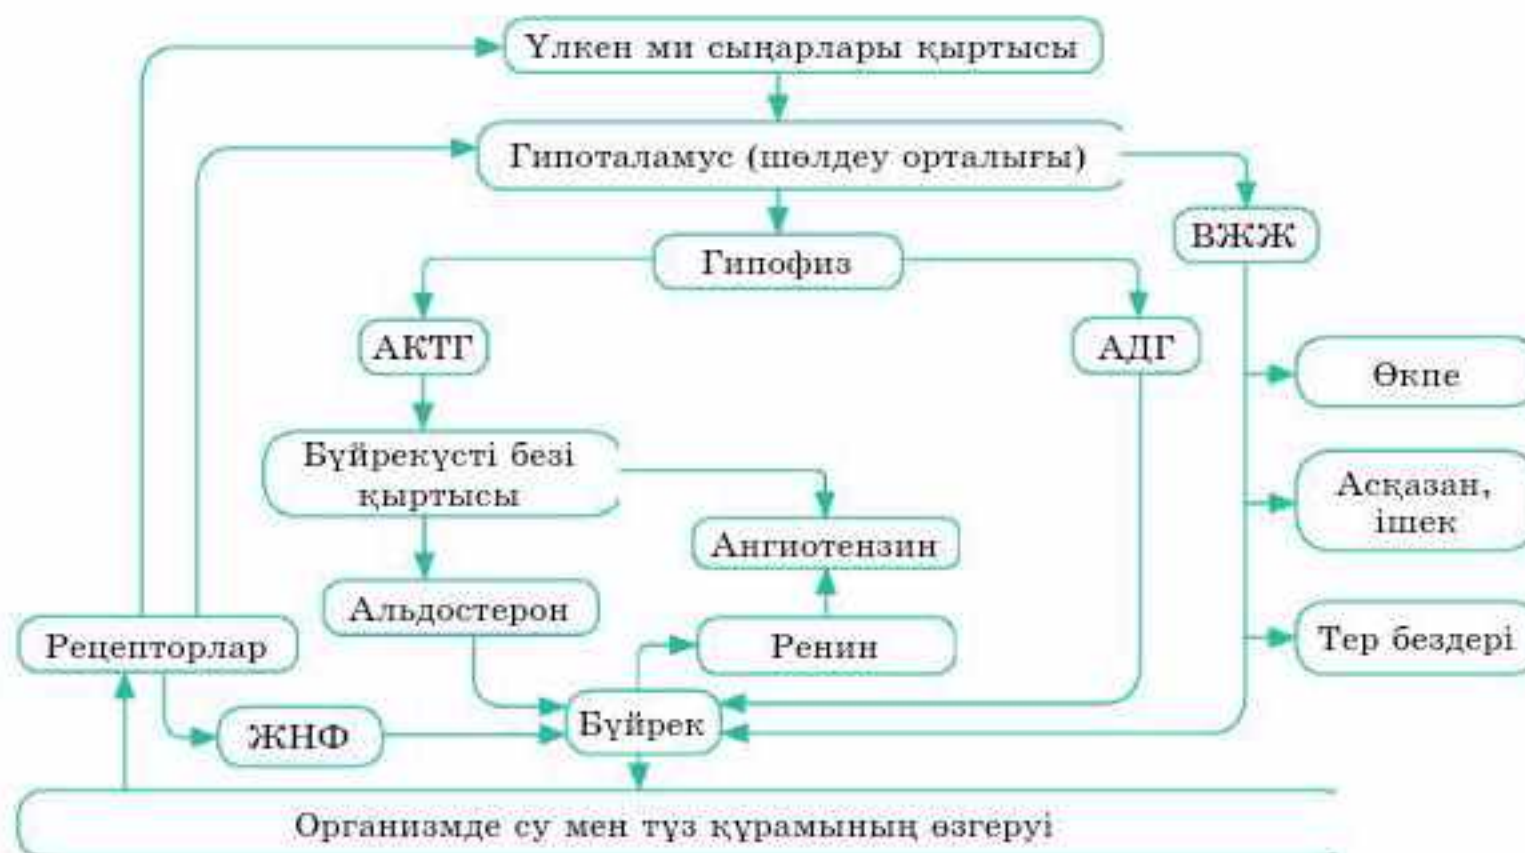 Үлкен ми сыңарлары қыртысы
Гипоталамус (шөлдеу орталығы)
ВЖЖ
Гипофиз
АКТГ
АДГ
Өкпе
Бүйрекүсті безі
қыртысы
Асқазан,
ішек
Ангиотензин
Альдостерон
Рецепторлар
Ренин
Тер бездері
ЖНФ
Бүйрек
Организмде су мен тұз құрамының өзгеруі